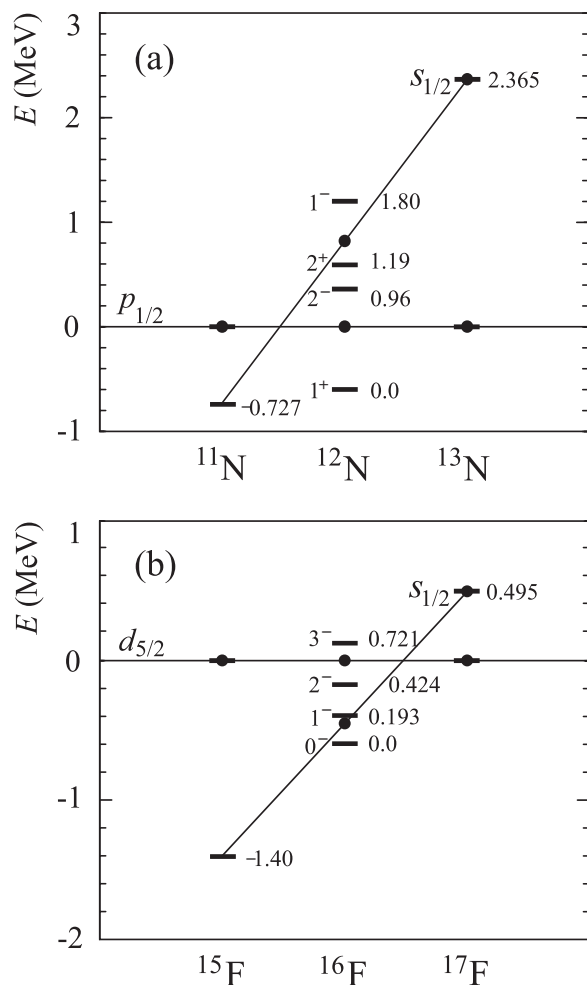 3
(a)
s1/2
2.365
E (MeV)
2
1⁻
1.80
1
2⁺
1.19
2⁻
0.96
p1/2
0
1⁺
0.0
-0.727
-1
¹¹N
¹²N
¹³N
1
(b)
s1/2
0.495
E (MeV)
d5/2
3⁻
0.721
0
2⁻
0.424
1⁻
0.193
0⁻
0.0
-1
-1.40
-2
¹⁵F
¹⁶F
¹⁷F